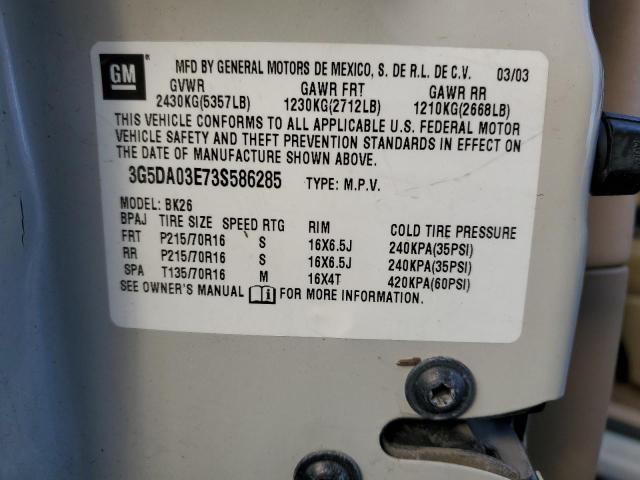 GM
MFD BY GENERAL MOTORS DE MEXICO, S. DE R.L. DE C.V. 03/03
GVWR GAWR FRT GAWR RR
2430KG(5357LB) 1230KG(2712LB) 1210KG(2668LB)
THIS VEHICLE CONFORMS TO ALL APPLICABLE U.S. FEDERAL MOTOR
VEHICLE SAFETY AND THEFT PREVENTION STANDARDS IN EFFECT ON
THE DATE OF MANUFACTURE SHOWN ABOVE.
3G5DA03E73S586285 TYPE: M.P.V.
MODEL: BK26
BPAJ TIRE SIZE SPEED RTG RIM COLD TIRE PRESSURE
FRT P215/70R16 S 16X6.5J 240KPA(35PSI)
RR P215/70R16 S 16X6.5J 240KPA(35PSI)
SPA T135/70R16 M 16X4T 420KPA(60PSI)
SEE OWNER'S MANUAL FOR MORE INFORMATION.